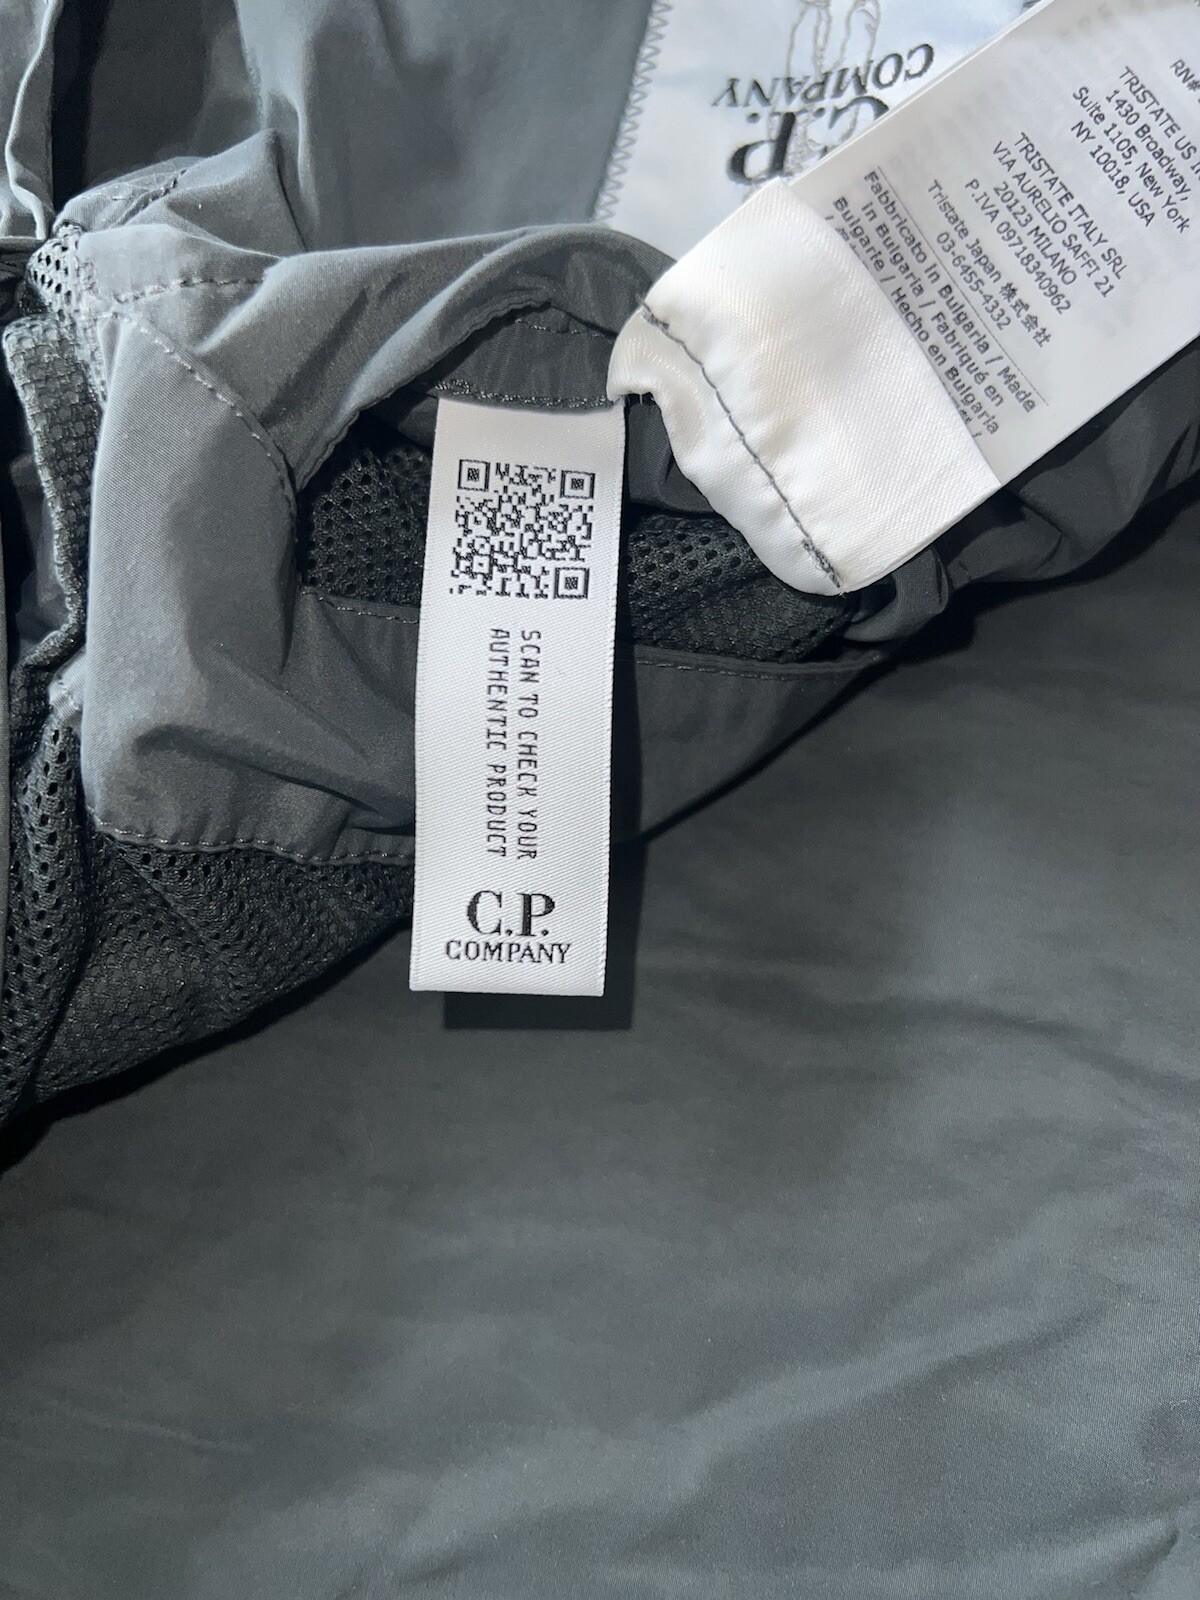 C.P.
COMPANY
RN#
TRISTATE US
1430 Broadway,
Suite 1105, New York
NY 10018, USA
TRISTATE ITALY SRL
VIA AURELIO SAFFI 21
20123 MILANO
P.IVA 09718340962
Tristate Japan 株式会社
03-6455-4332
Fabbricato in Bulgaria / Made
in Bulgaria / Fabriqué en
Bulgarie / Hecho en Bulgaria
SCAN TO CHECK YOUR
AUTHENTIC PRODUCT
C.P.
COMPANY